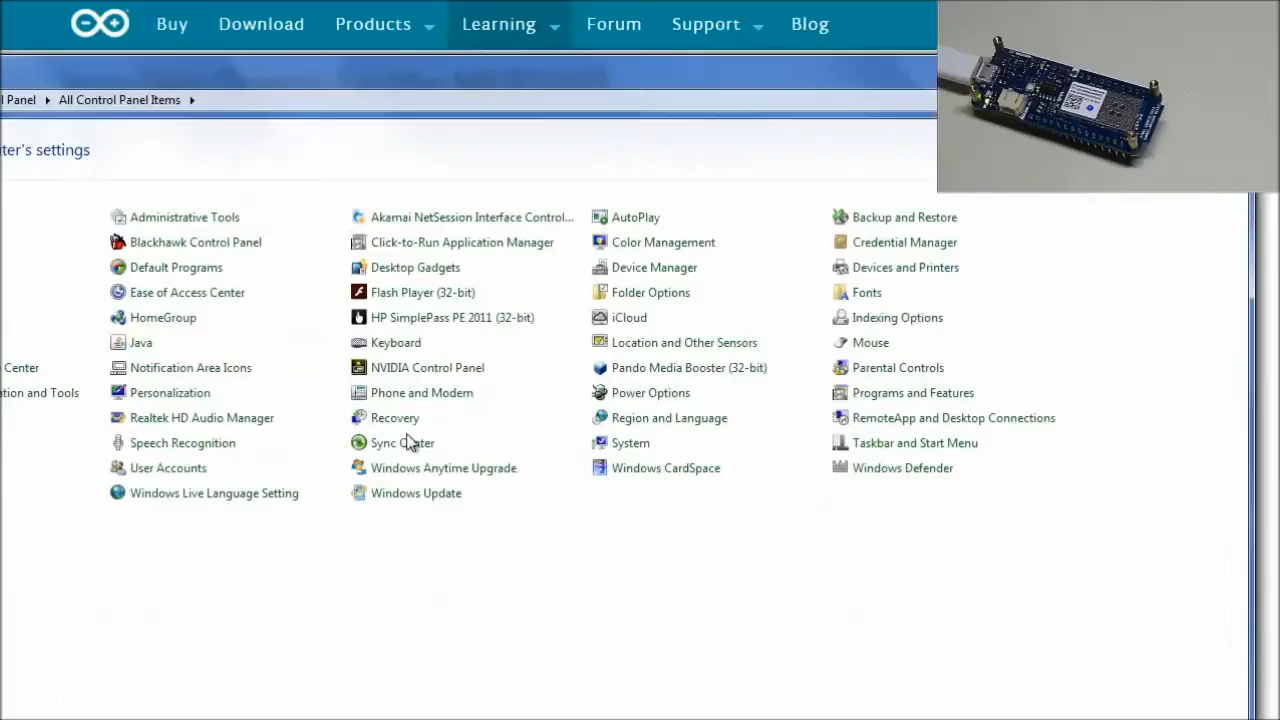 Buy Download Products Learning Forum Support Blog
l Panel All Control Panel Items
ter's settings
Administrative Tools Akamai NetSession Interface Control... AutoPlay Backup and Restore
Blackhawk Control Panel Click-to-Run Application Manager Color Management Credential Manager
Default Programs Desktop Gadgets Device Manager Devices and Printers
Ease of Access Center Flash Player (32-bit) Folder Options Fonts
HomeGroup HP SimplePass PE 2011 (32-bit) iCloud Indexing Options
Java Keyboard Location and Other Sensors Mouse
Center Notification Area Icons NVIDIA Control Panel Pando Media Booster (32-bit) Parental Controls
ation and Tools Personalization Phone and Modem Power Options Programs and Features
Realtek HD Audio Manager Recovery Region and Language RemoteApp and Desktop Connections
Speech Recognition Sync Center System Taskbar and Start Menu
User Accounts Windows Anytime Upgrade Windows CardSpace Windows Defender
Windows Live Language Setting Windows Update